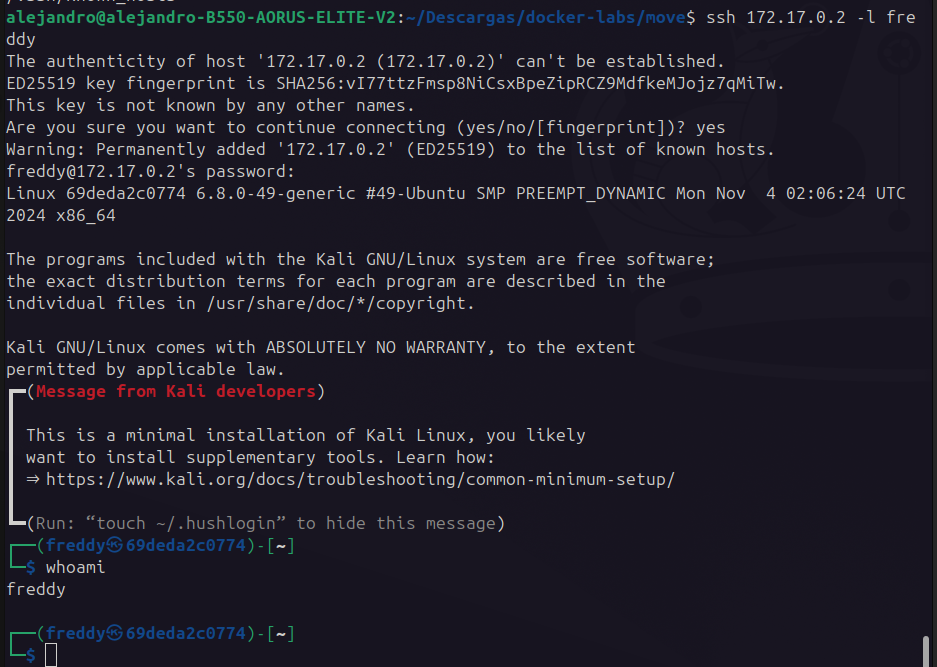 alejandro@alejandro-B550-AORUS-ELITE-V2:~/Descargas/docker-labs/move$ ssh 172.17.0.2 -l fre
ddy
The authenticity of host '172.17.0.2 (172.17.0.2)' can't be established.
ED25519 key fingerprint is SHA256:vI77ttzFmsp8NiCsxBpeZipRCZ9MdfkeMJojz7qMiTw.
This key is not known by any other names.
Are you sure you want to continue connecting (yes/no/[fingerprint])? yes
Warning: Permanently added '172.17.0.2' (ED25519) to the list of known hosts.
freddy@172.17.0.2's password:
Linux 69deda2c0774 6.8.0-49-generic #49-Ubuntu SMP PREEMPT_DYNAMIC Mon Nov  4 02:06:24 UTC
2024 x86_64

The programs included with the Kali GNU/Linux system are free software;
the exact distribution terms for each program are described in the
individual files in /usr/share/doc/*/copyright.

Kali GNU/Linux comes with ABSOLUTELY NO WARRANTY, to the extent
permitted by applicable law.
┏━(Message from Kali developers)
┃
┃ This is a minimal installation of Kali Linux, you likely
┃ want to install supplementary tools. Learn how:
┃ ⇒ https://www.kali.org/docs/troubleshooting/common-minimum-setup/
┃
┗━(Run: “touch ~/.hushlogin” to hide this message)
┌──(freddy㉿69deda2c0774)-[~]
└─$ whoami
freddy

┌──(freddy㉿69deda2c0774)-[~]
└─$